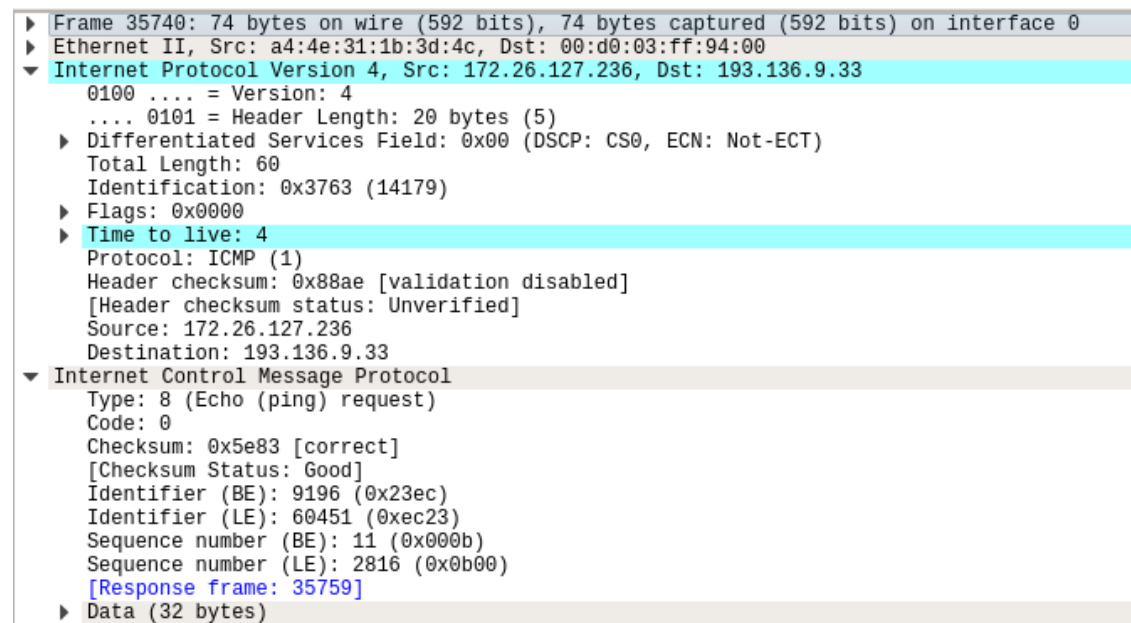 Frame 35740: 74 bytes on wire (592 bits), 74 bytes captured (592 bits) on interface 0
Ethernet II, Src: a4:4e:31:1b:3d:4c, Dst: 00:d0:03:ff:94:00
Internet Protocol Version 4, Src: 172.26.127.236, Dst: 193.136.9.33
0100 .... = Version: 4
.... 0101 = Header Length: 20 bytes (5)
Differentiated Services Field: 0x00 (DSCP: CS0, ECN: Not-ECT)
Total Length: 60
Identification: 0x3763 (14179)
Flags: 0x0000
Time to live: 4
Protocol: ICMP (1)
Header checksum: 0x88ae [validation disabled]
[Header checksum status: Unverified]
Source: 172.26.127.236
Destination: 193.136.9.33
Internet Control Message Protocol
Type: 8 (Echo (ping) request)
Code: 0
Checksum: 0x5e83 [correct]
[Checksum Status: Good]
Identifier (BE): 9196 (0x23ec)
Identifier (LE): 60451 (0xec23)
Sequence number (BE): 11 (0x000b)
Sequence number (LE): 2816 (0x0b00)
[Response frame: 35759]
Data (32 bytes)